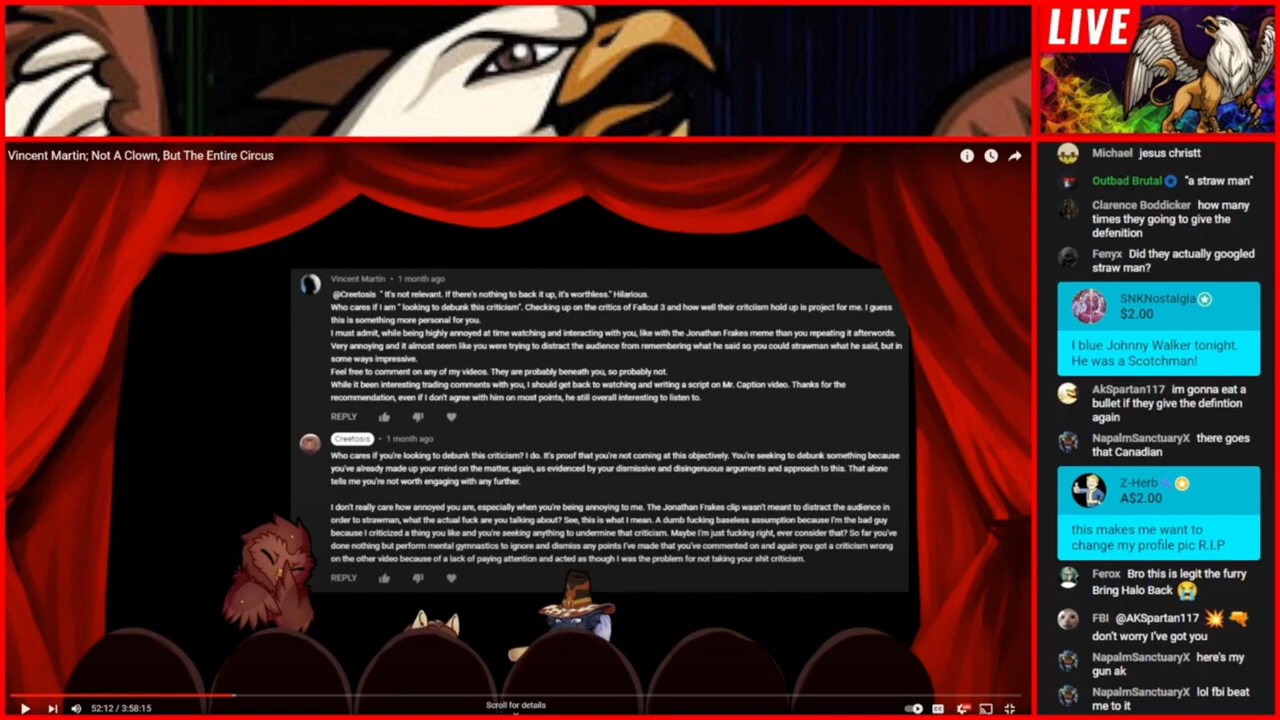 LIVE
Vincent Martin; Not A Clown, But The Entire Circus
Vincent Martin • 1 month ago
@Creetosis " It's not relevant. If there's nothing to back it up, it's worthless." Hilarious.
Who cares if I am " looking to debunk this criticism". Checking up on the critics of Fallout 3 and how well their critciism hold up is project for me. I guess
this is something more personal for you.
I must admit, while being highly annoyed at time watching and interacting with you, like with the Jonathan Frakes meme than you repeating it afterwords.
Very annoying and it almost seem like you were trying to distract the audience from remembering what he said so you could strawman what he said, but in
some ways impressive.
Feel free to comment on any of my videos. They are probably beneath you, so probably not.
While it been interesting trading comments with you, I should get back to watching and writing a script on Mr. Caption video. Thanks for the
recommendation, even if I don't agree with him on most points, he still overall interesting to listen to.
REPLY
Creetosis • 1 month ago
Who cares if you're looking to debunk this criticism? I do. It's proof that you're not coming at this objectively. You're seeking to debunk something because
you've already made up your mind on the matter, again, as evidenced by your dismissive and disingenuous arguments and approach to this. That alone
tells me you're not worth engaging with any further.
I don't really care how annoyed you are, especially when you're being annoying to me. The Jonathan Frakes clip wasn't meant to distract the audience in
order to strawman, what the actual fuck are you talking about? See, this is what I mean. A dumb fucking baseless assumption because I'm the bad guy
because I criticized a thing you like and you're seeking anything to undermine that criticism. Maybe I'm just fucking right, ever consider that? So far you've
done nothing but perform mental gymnastics to ignore and dismiss any points I've made that you've commented on and again you got a criticism wrong
on the other video because of a lack of paying attention and acted as though I was the problem for not taking your shit criticism.
REPLY
52:12 / 3:58:15
Scroll for details
Michael jesus christt
Outbad Brutal "a straw man"
Clarence Boddicker how many
times they going to give the
defenition
Fenyx Did they actually googled
straw man?
SNKNostalgia
$2.00
I blue Johnny Walker tonight.
He was a Scotchman!
AkSpartan117 im gonna eat a
bullet if they give the defintion
again
NapalmSanctuaryX there goes
that Canadian
Z-Herb
A$2.00
this makes me want to
change my profile pic R.I.P
Ferox Bro this is legit the furry
Bring Halo Back 😭
FBI @AKSpartan117 💥 🔫
don't worry I've got you
NapalmSanctuaryX here's my
gun ak
NapalmSanctuaryX lol fbi beat
me to it